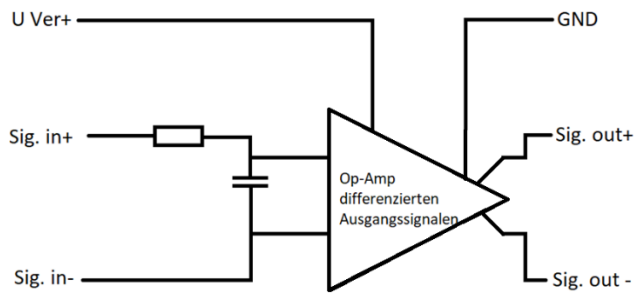 U Ver+
GND
Sig. in+
Sig. out+
Op-Amp
differenzierten
Ausgangssignalen
Sig. in-
Sig. out -